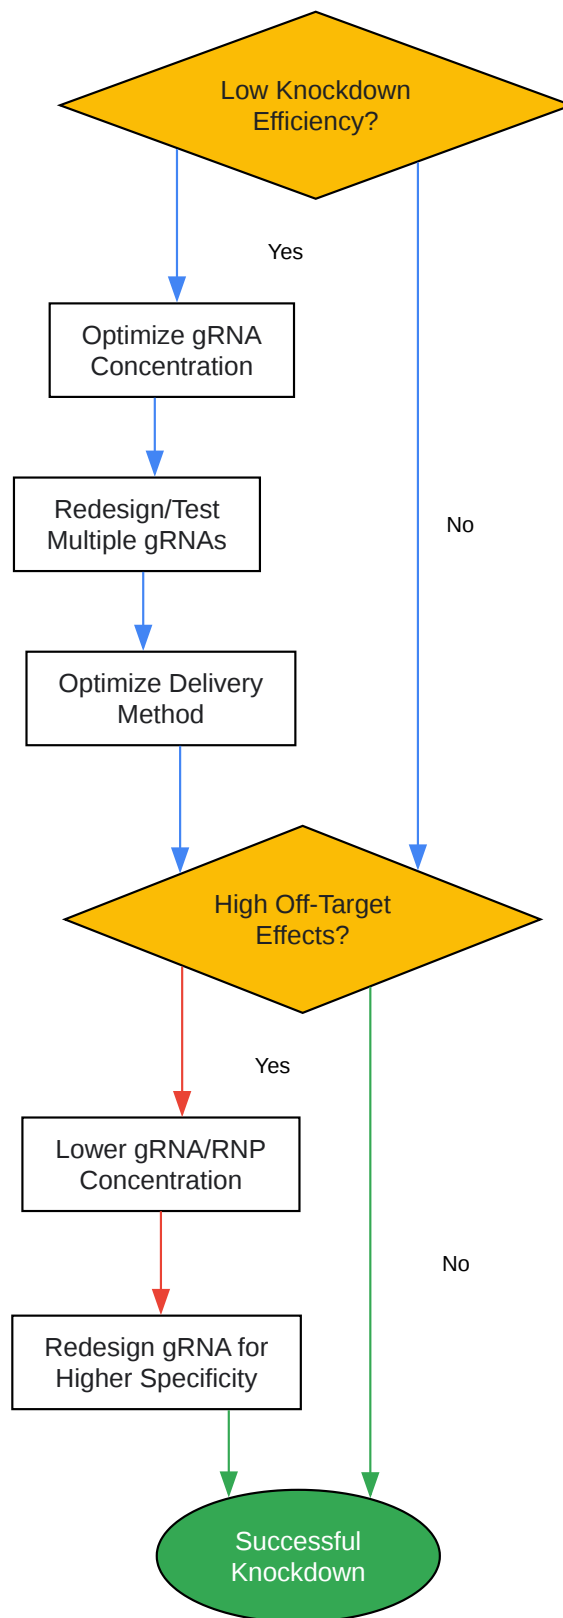 Low Knockdown
Efficiency?
Yes
Optimize gRNA
Concentration
Redesign/Test
Multiple gRNAs
No
Optimize Delivery
Method
High Off-Target
Effects?
Yes
Lower gRNA/RNP
Concentration
No
Redesign gRNA for
Higher Specificity
Successful
Knockdown